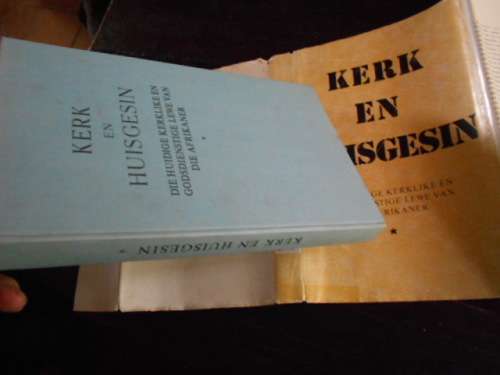 KERK
EN
HUISGESIN
DIE HUIDIGE KERKLIKE EN
GODSDIENSTIGE LEWE VAN
DIE AFRIKANER
*
KERK EN HUISGESIN *
KERK
EN
ISGESIN
GE KERKLIKE EN
STIGE LEWE VAN
RIKANER
*